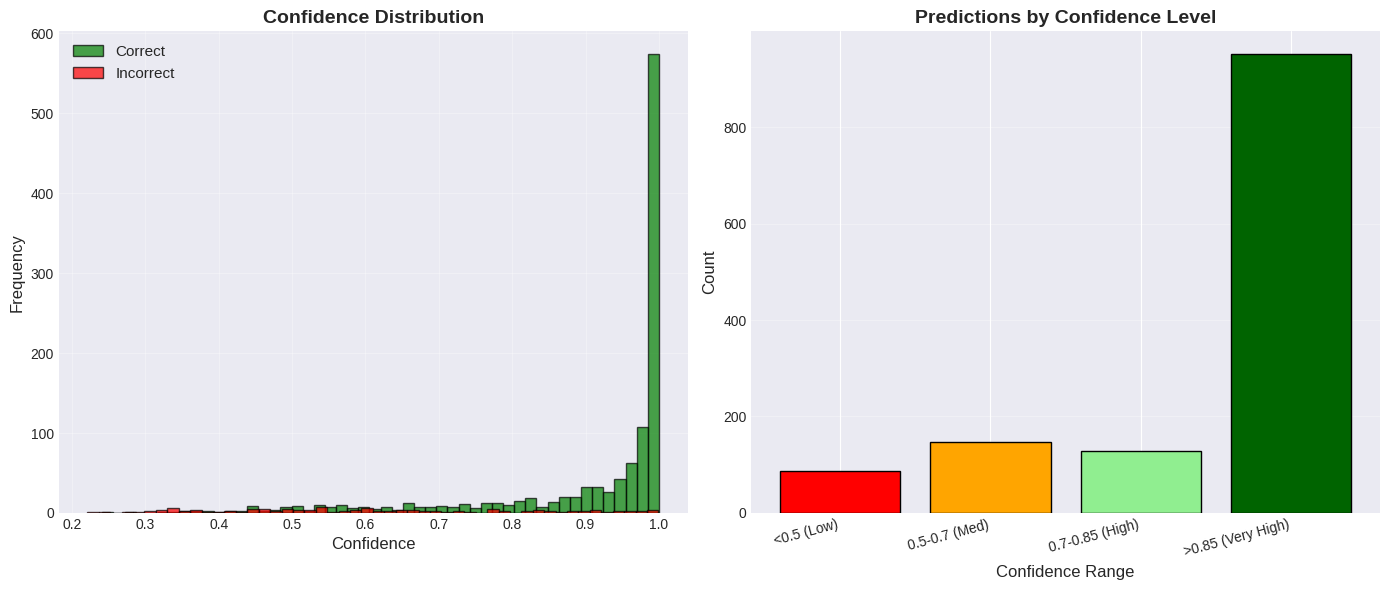 Confidence Distribution
Correct
Incorrect
600
500
400
300
200
100
0
Frequency
0.2 0.3 0.4 0.5 0.6 0.7 0.8 0.9 1.0
Confidence
Predictions by Confidence Level
800
600
400
200
0
Count
<0.5 (Low) 0.5-0.7 (Med) 0.7-0.85 (High) >0.85 (Very High)
Confidence Range